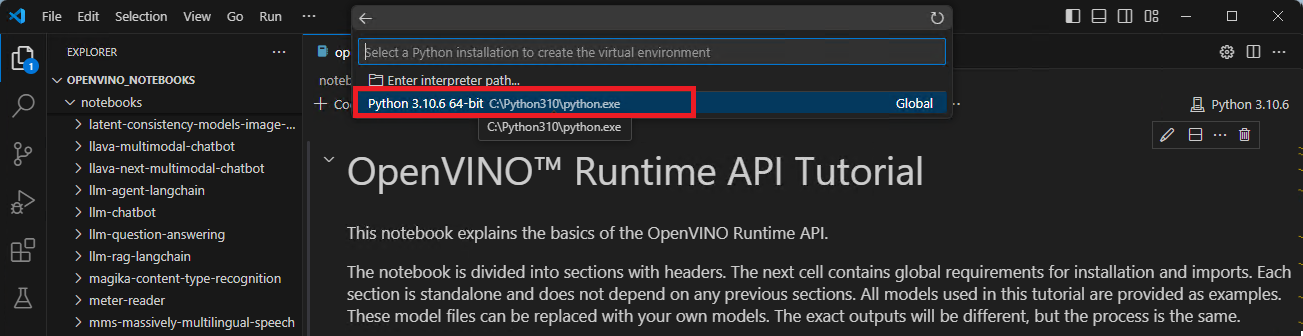 File Edit Selection View Go Run ···
Select a Python installation to create the virtual environment
Enter interpreter path...
Python 3.10.6 64-bit C:\Python310\python.exe Global
C:\Python310\python.exe
EXPLORER
OPENVINO_NOTEBOOKS
notebooks
latent-consistency-models-image-...
llava-multimodal-chatbot
llava-next-multimodal-chatbot
llm-agent-langchain
llm-chatbot
llm-question-answering
llm-rag-langchain
magika-content-type-recognition
meter-reader
mms-massively-multilingual-speech
1
op
noteb
+ Co
Python 3.10.6
OpenVINO™ Runtime API Tutorial
This notebook explains the basics of the OpenVINO Runtime API.
The notebook is divided into sections with headers. The next cell contains global requirements for installation and imports. Each
section is standalone and does not depend on any previous sections. All models used in this tutorial are provided as examples.
These model files can be replaced with your own models. The exact outputs will be different, but the process is the same.